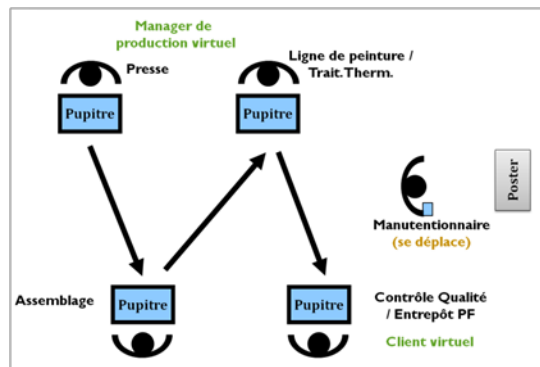 Manager de
production virtuel
Presse
Ligne de peinture /
Trait.Therm.
Pupitre
Pupitre
Poster
Manutentionnaire
(se déplace)
Assemblage
Pupitre
Pupitre
Contrôle Qualité
/ Entrepôt PF
Client virtuel